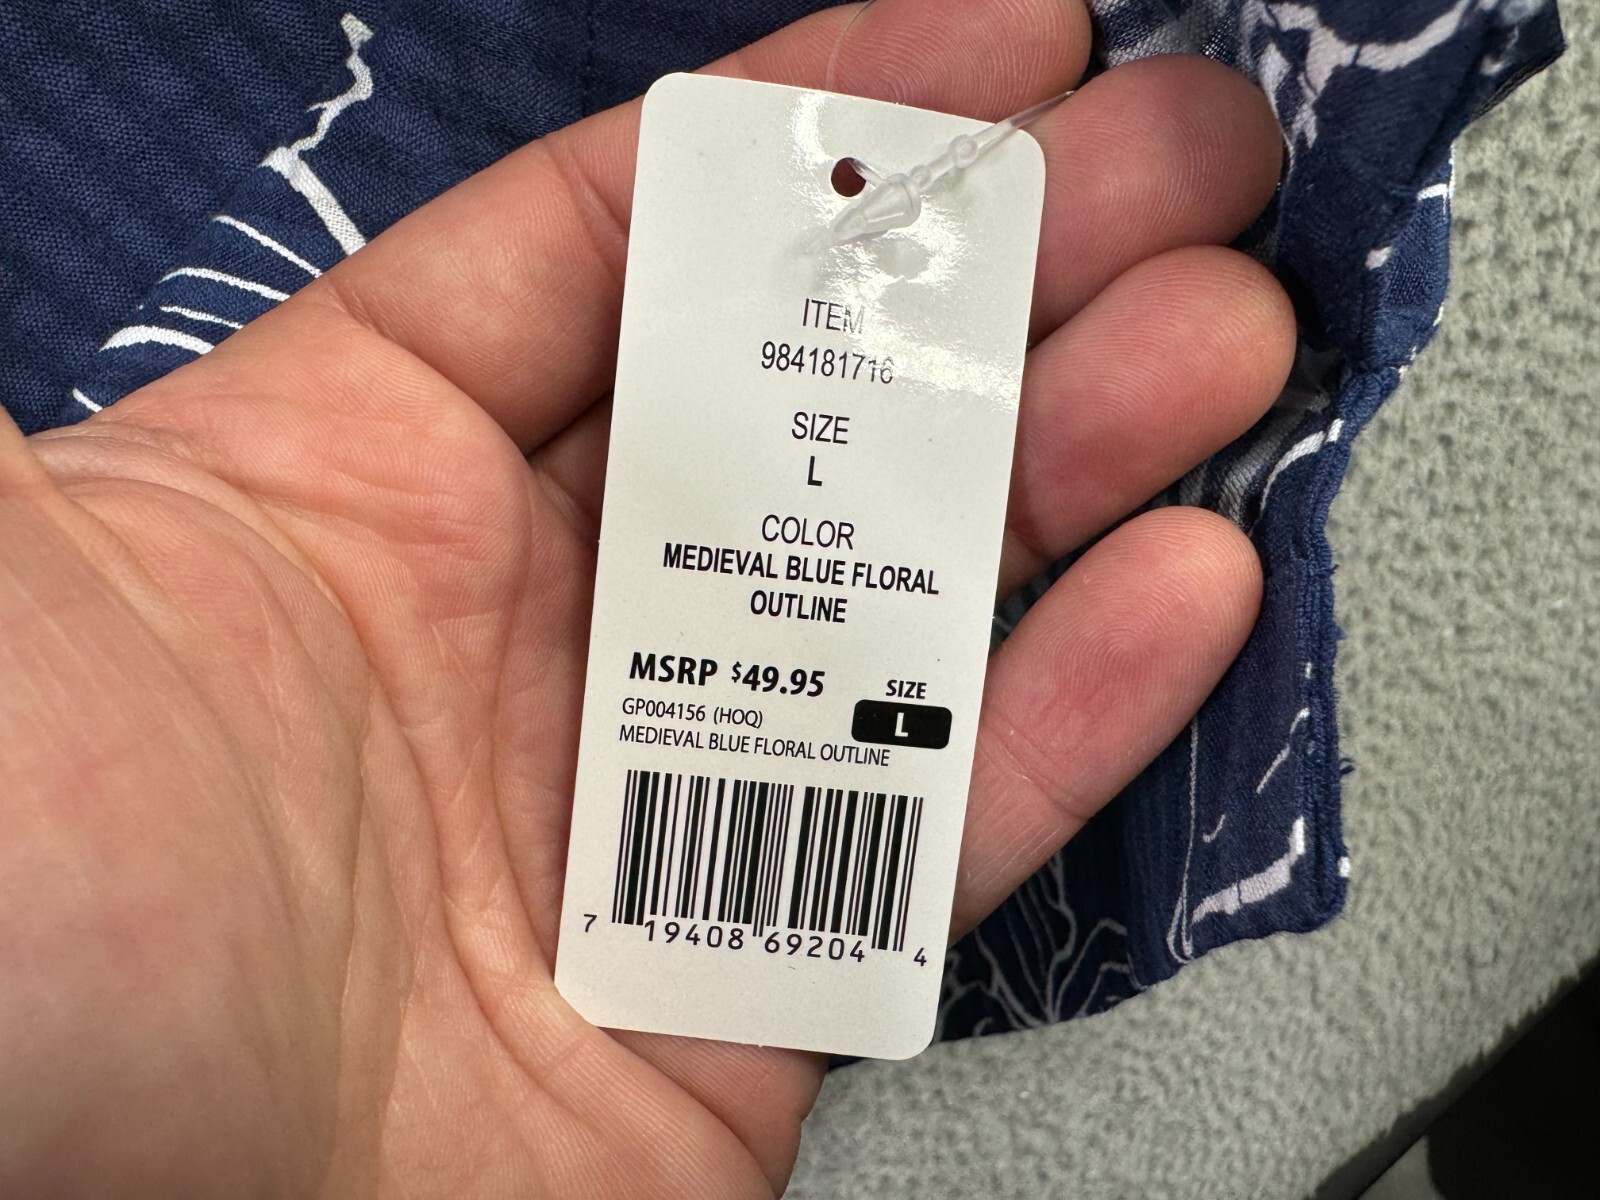 ITEM
984181716
SIZE
L
COLOR
MEDIEVAL BLUE FLORAL
OUTLINE
MSRP $49.95
SIZE
L
GP004156 (HOQ)
MEDIEVAL BLUE FLORAL OUTLINE
7 19408 69204 4